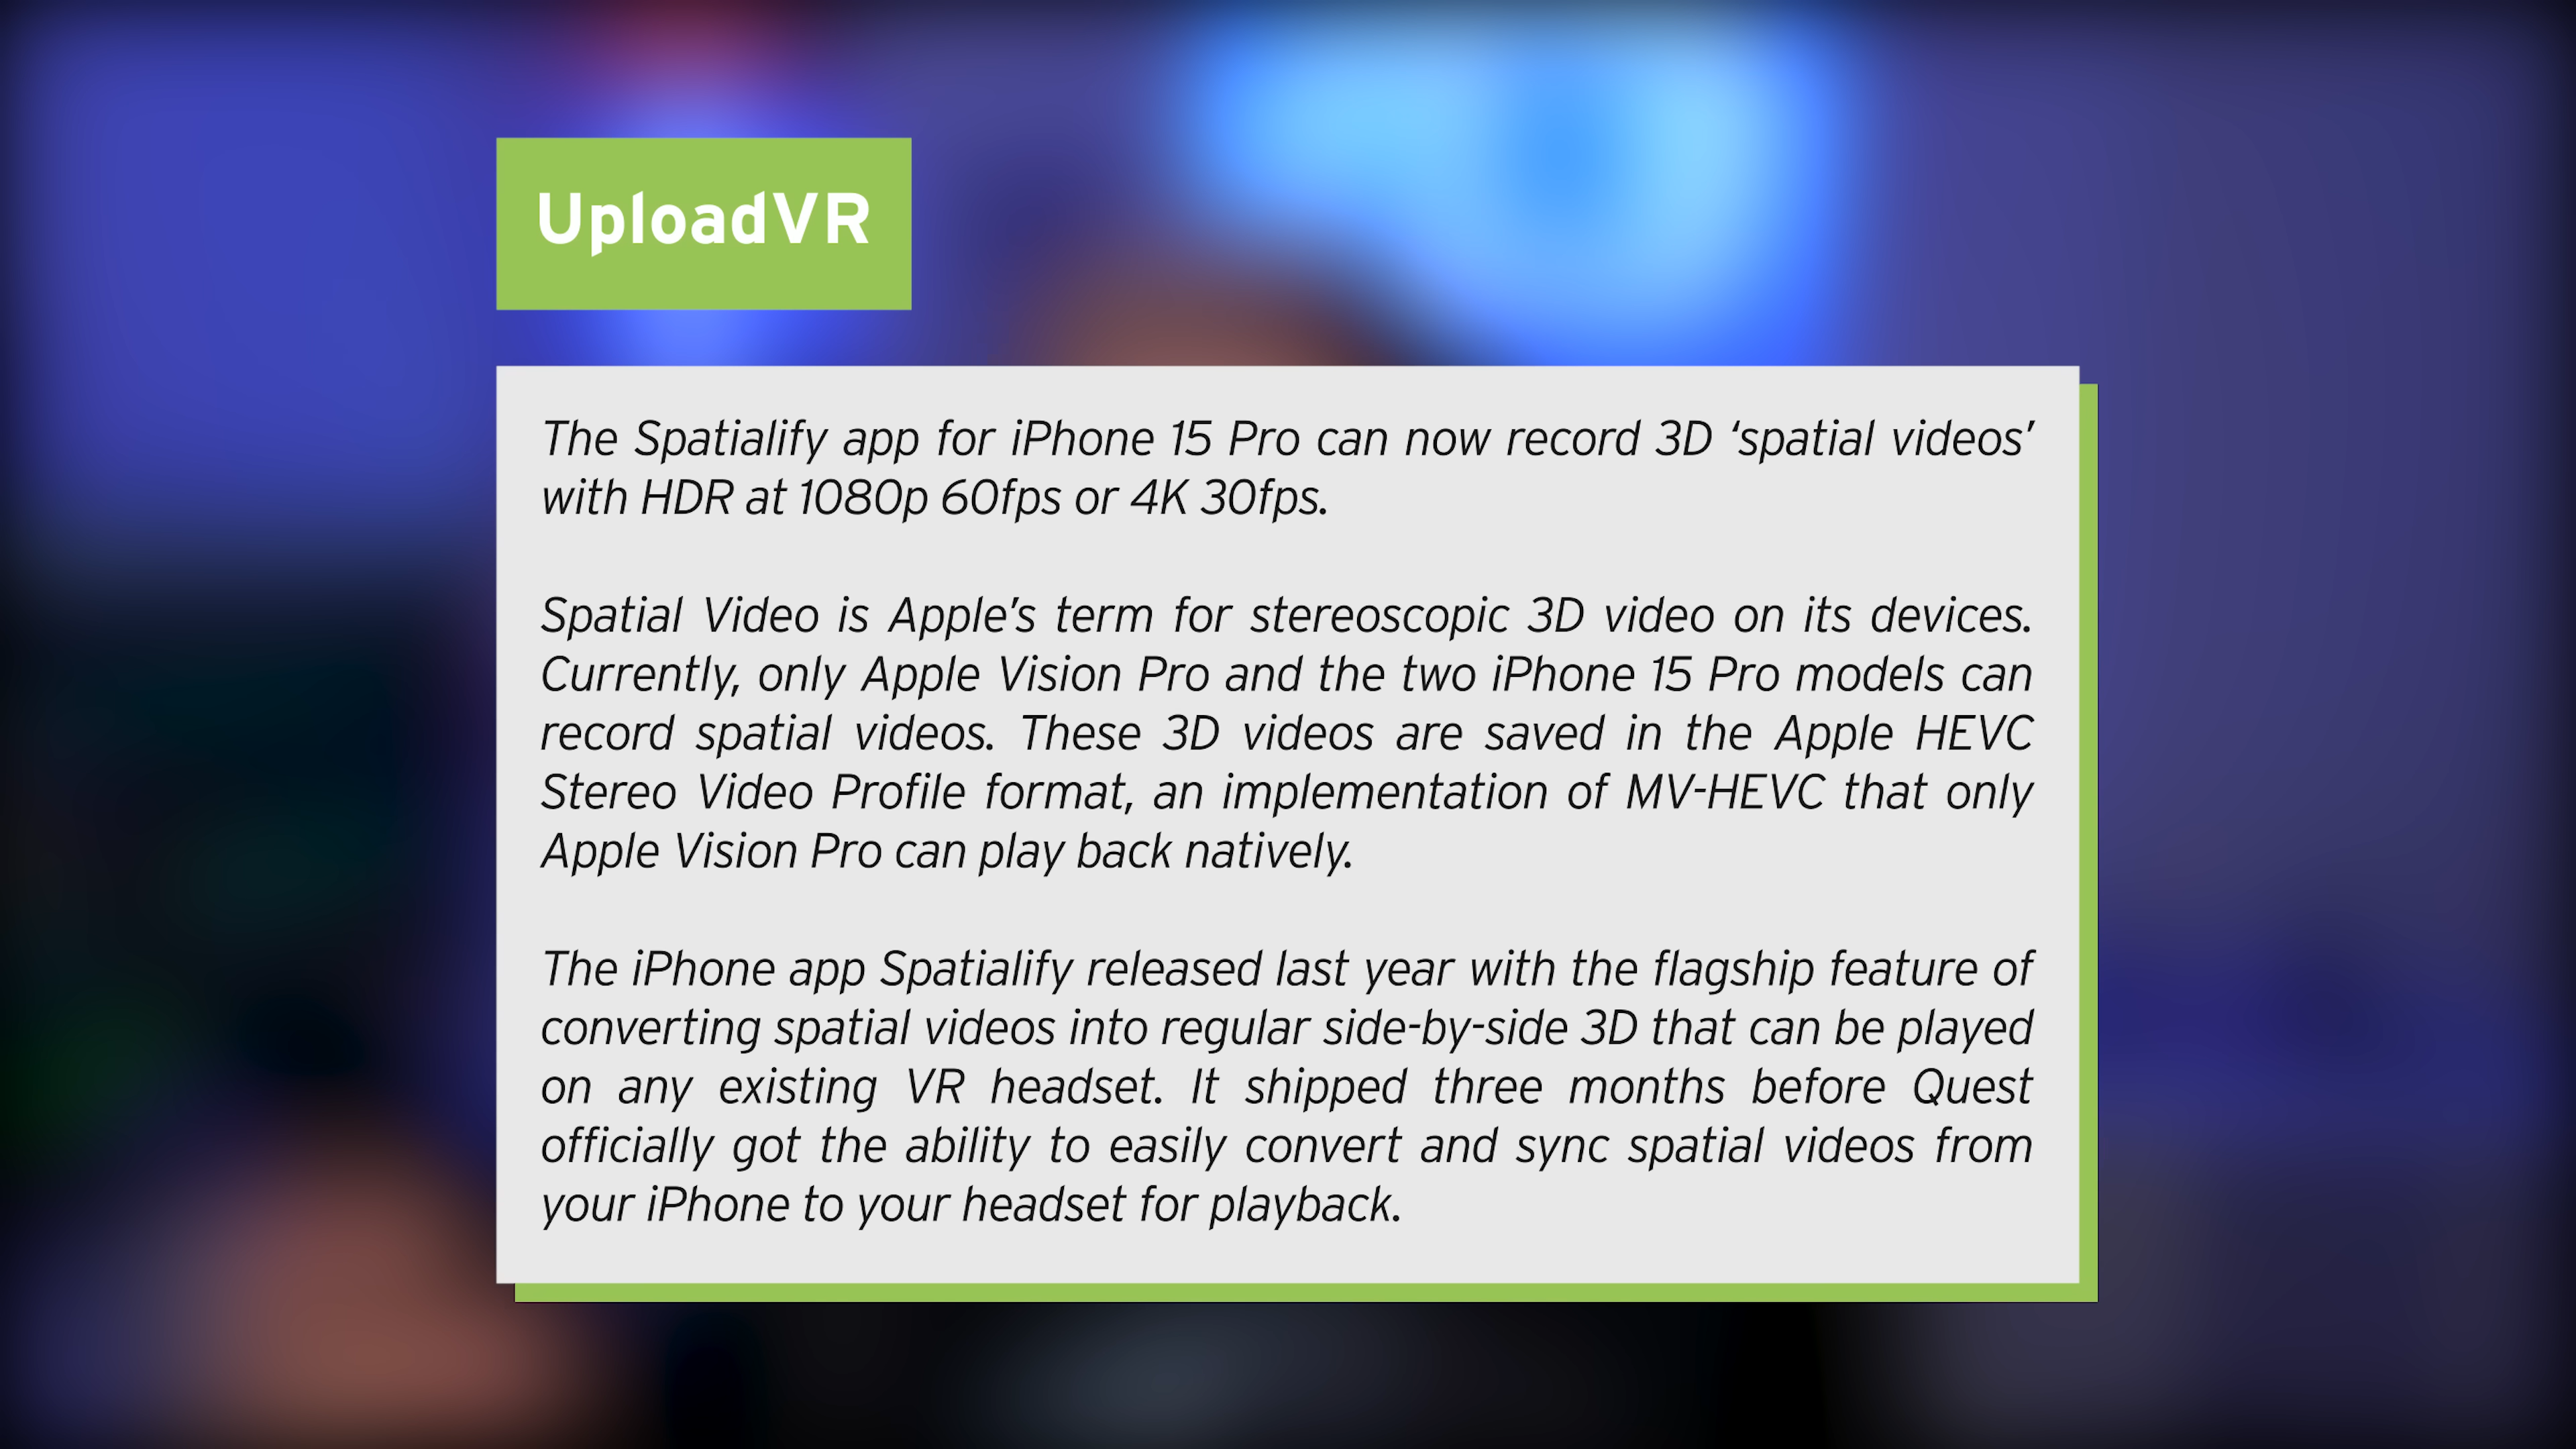 UploadVR
The Spatialify app for iPhone 15 Pro can now record 3D ‘spatial videos’
with HDR at 1080p 60fps or 4K 30fps.
Spatial Video is Apple’s term for stereoscopic 3D video on its devices.
Currently, only Apple Vision Pro and the two iPhone 15 Pro models can
record spatial videos. These 3D videos are saved in the Apple HEVC
Stereo Video Profile format, an implementation of MV-HEVC that only
Apple Vision Pro can play back natively.
The iPhone app Spatialify released last year with the flagship feature of
converting spatial videos into regular side-by-side 3D that can be played
on any existing VR headset. It shipped three months before Quest
officially got the ability to easily convert and sync spatial videos from
your iPhone to your headset for playback.